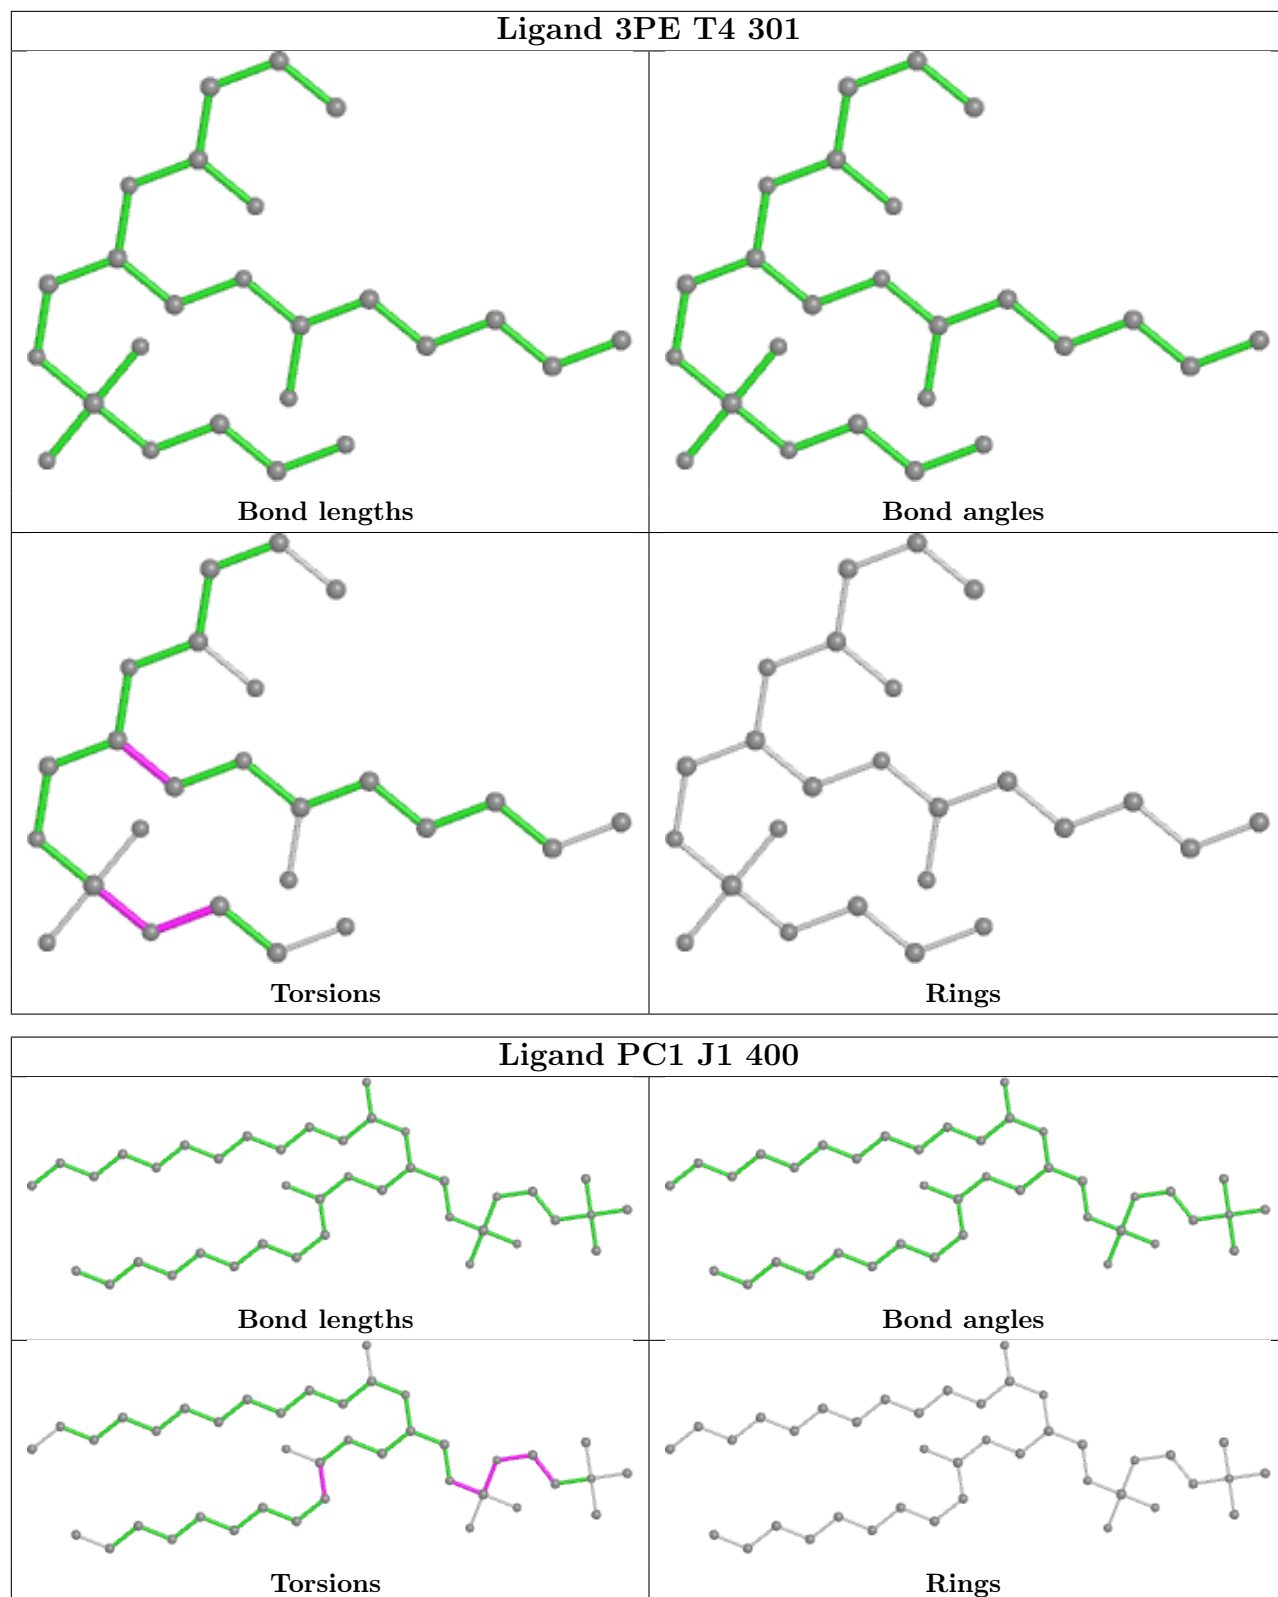 Ligand 3PE T4 301
Bond lengths
Bond angles
Torsions
Rings
Ligand PC1 J1 400
Bond lengths
Bond angles
Torsions
Rings